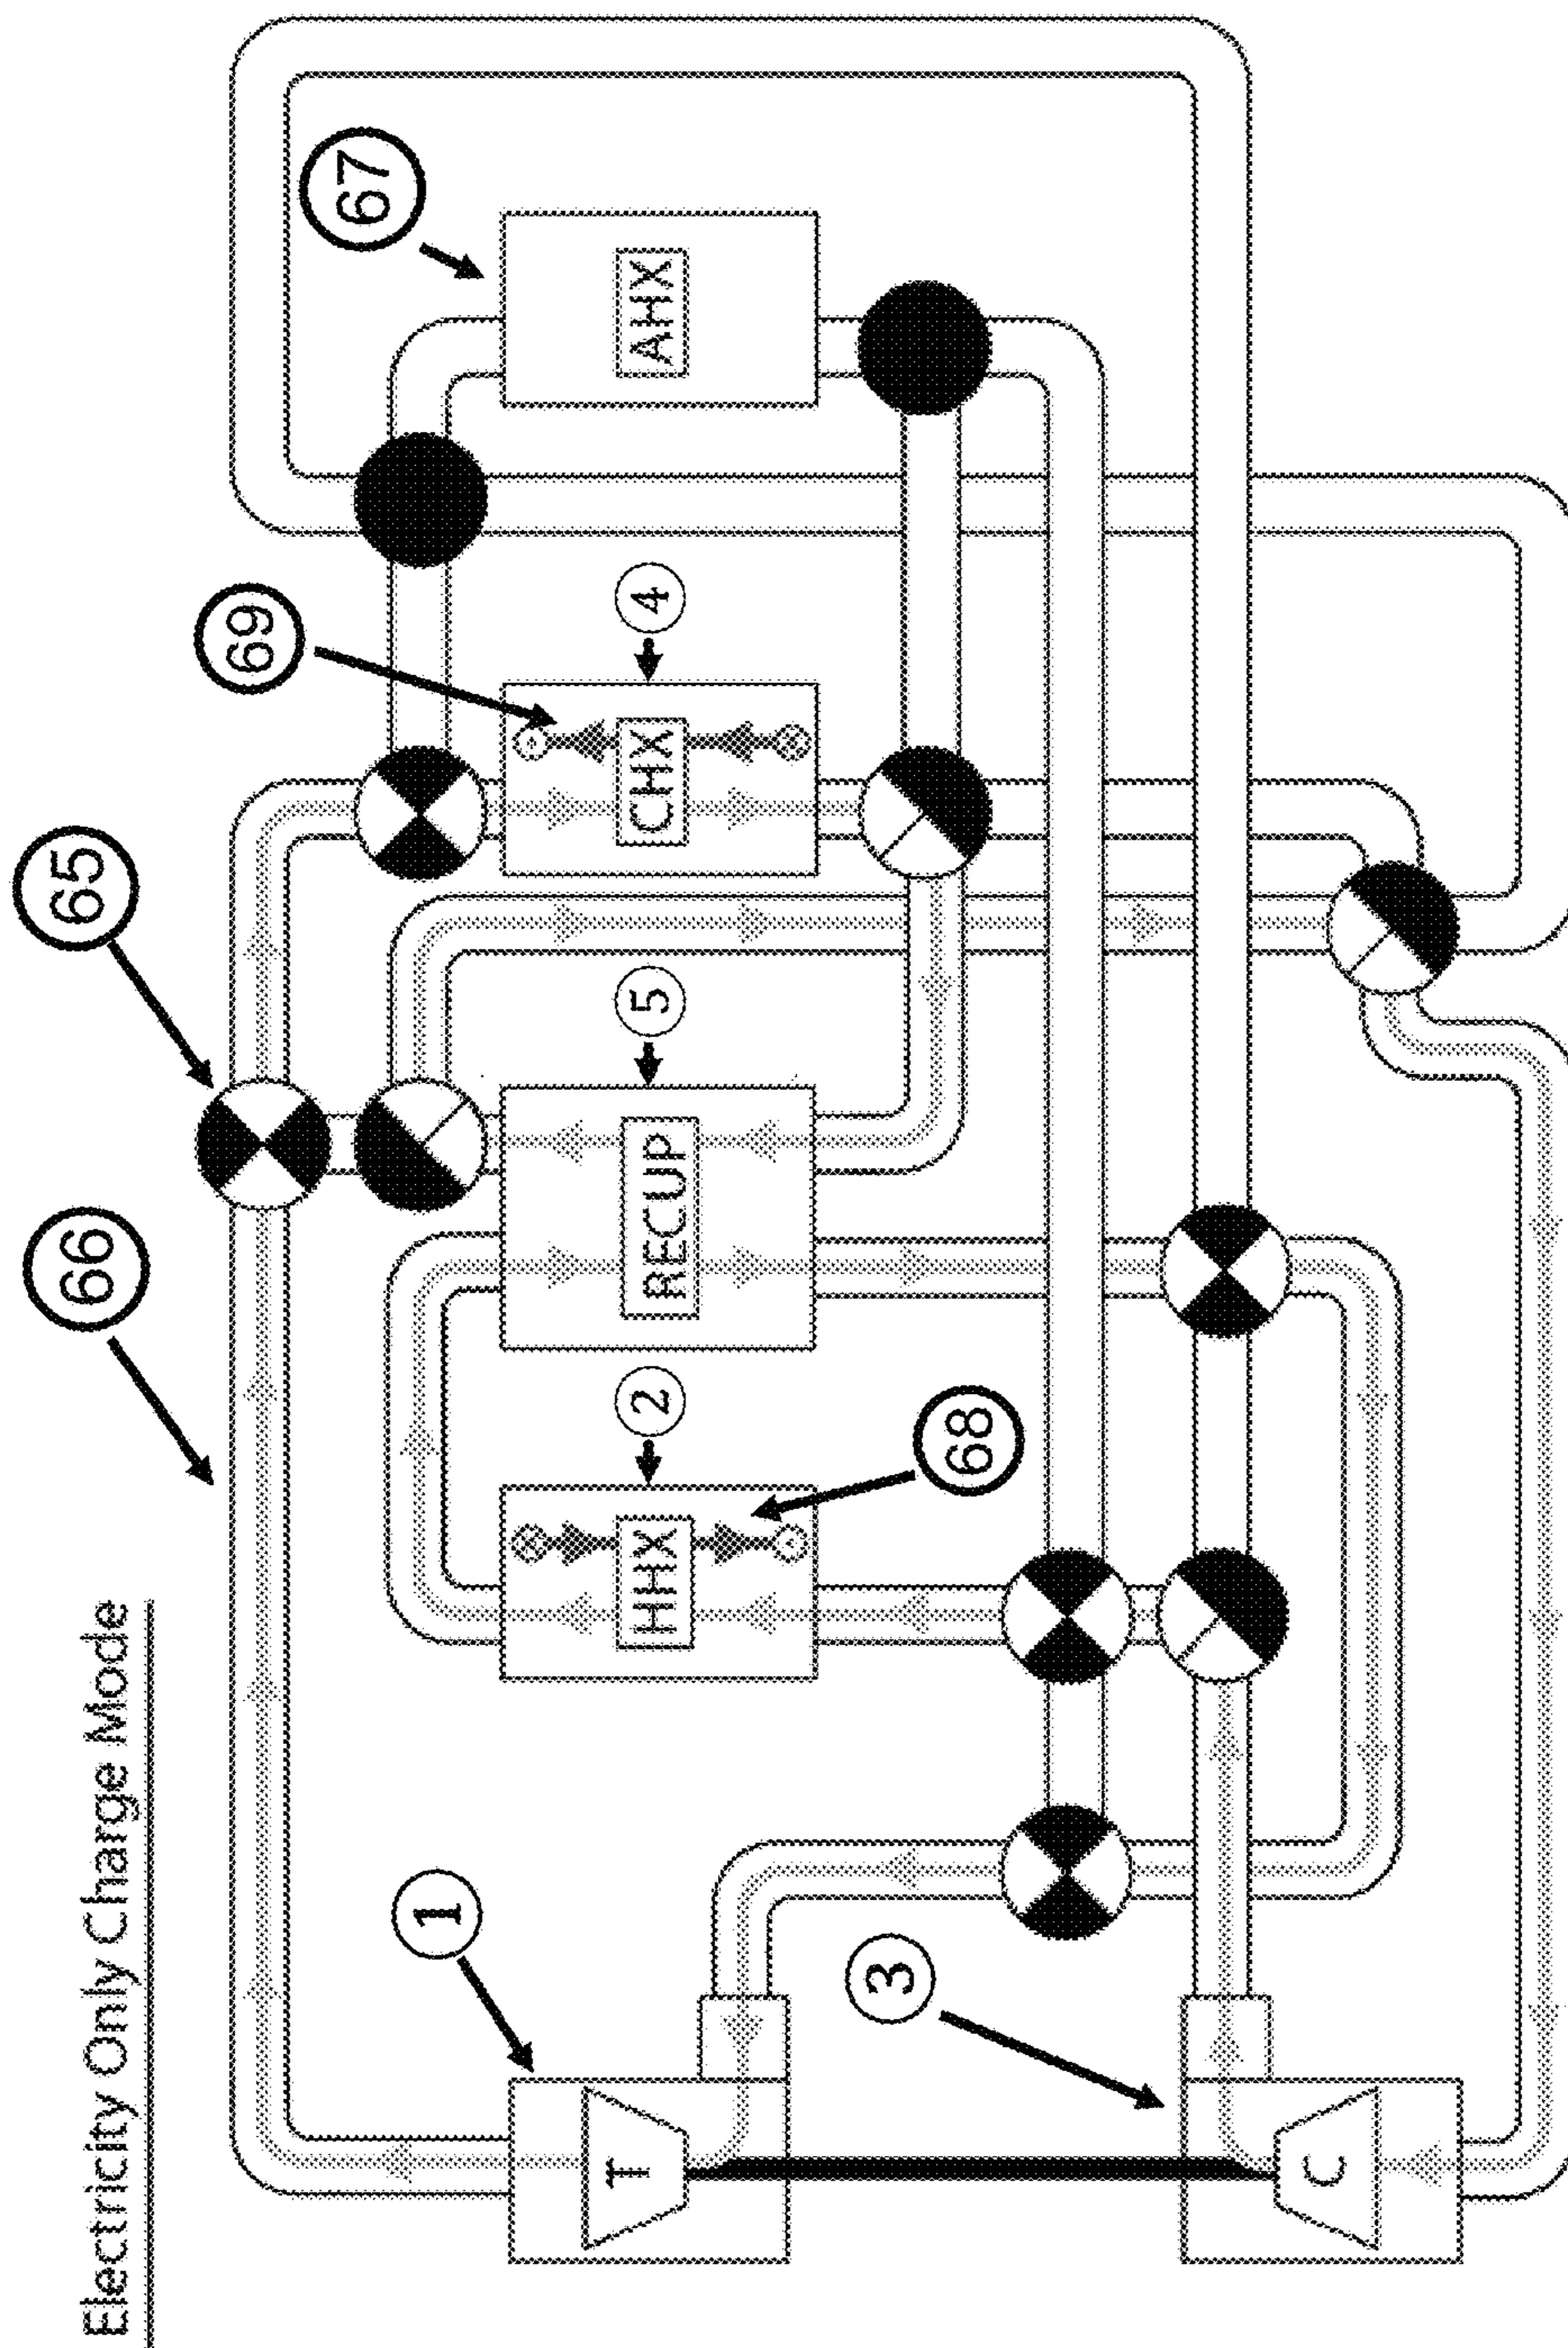 Electricity Only Charge Mode
66
65
69
67
1
2
5
4
T
HHX
RECUP
CHX
AHX
3
68
C